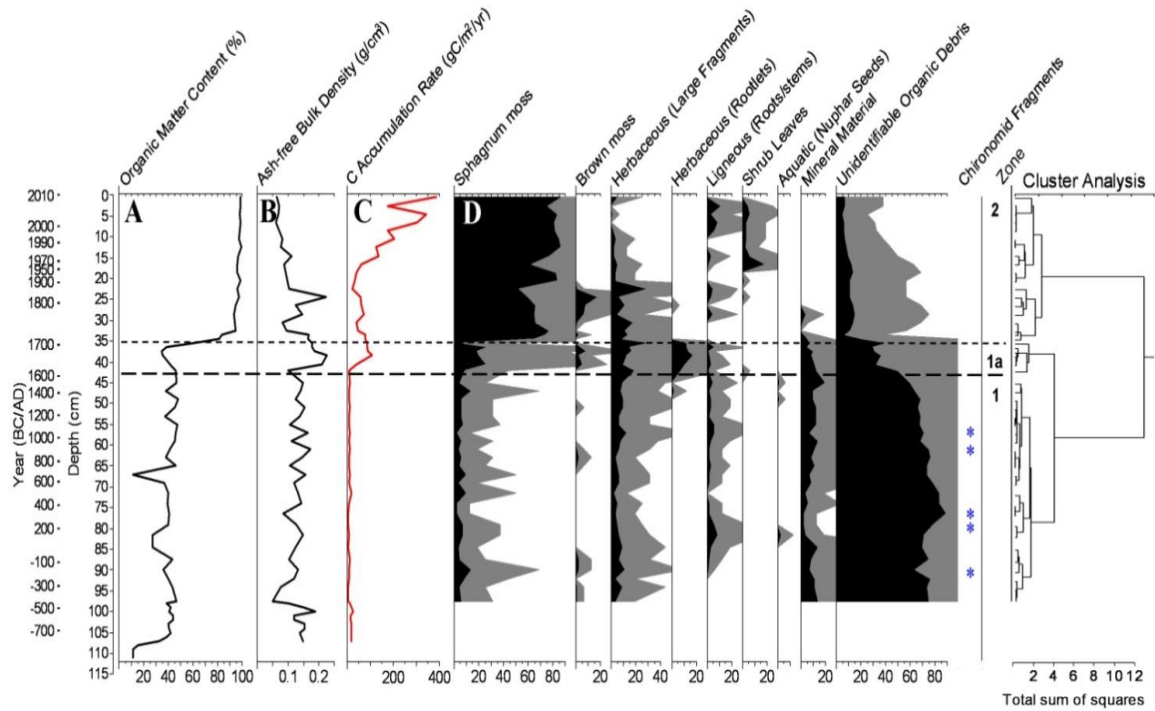 Organic Matter Content (%)
Ash-free Bulk Density (g/cm³)
C Accumulation Rate (gC/m²/yr)
Sphagnum moss
Brown moss
Herbaceous (Large Fragments)
Herbaceous (Rootlets)
Ligneous (Roots/stems)
Shrub Leaves
Aquatic (Nuphar Seeds)
Mineral Material
Unidentifiable Organic Debris
Chironomid Fragments
Zone
Cluster Analysis
A B C D
Year (BC/AD)
2010
2000
1990
1970
1950
1900
1800
1700
1600
1400
1200
1000
800
600
400
200
-100
-300
-500
-700
Depth (cm)
0
5
10
15
20
25
30
35
40
45
50
55
60
65
70
75
80
85
90
95
100
105
110
115
2
1a
1
*
*
*
*
*
20 40 60 80 100
0.1 0.2
200 400
20 40 60 80
20
20 40
20
20
20
20
20 40 60 80
2 4 6 8 10 12
Total sum of squares